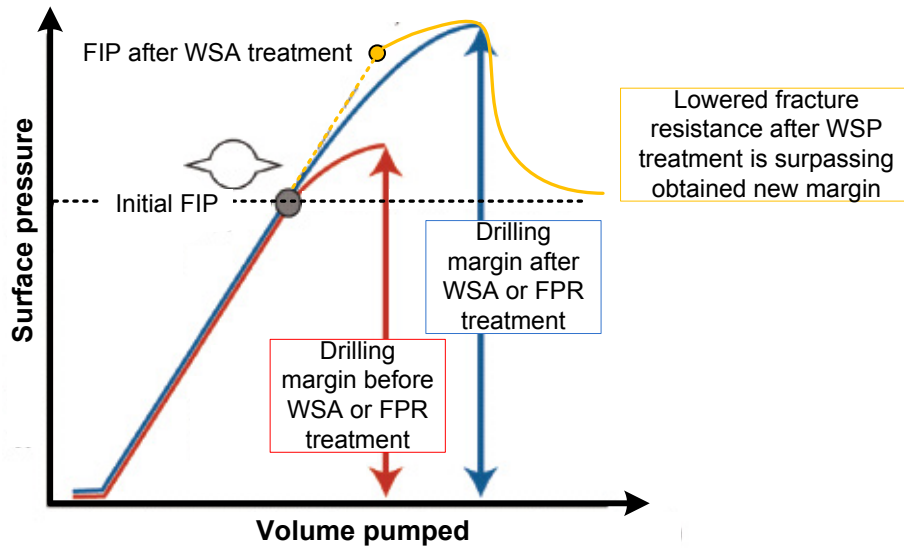 FIP after WSA treatment
Lowered fracture
resistance after WSP
treatment is surpassing
obtained new margin
Surface pressure
Initial FIP
Drilling
margin after
WSA or FPR
treatment
Drilling
margin before
WSA or FPR
treatment
Volume pumped